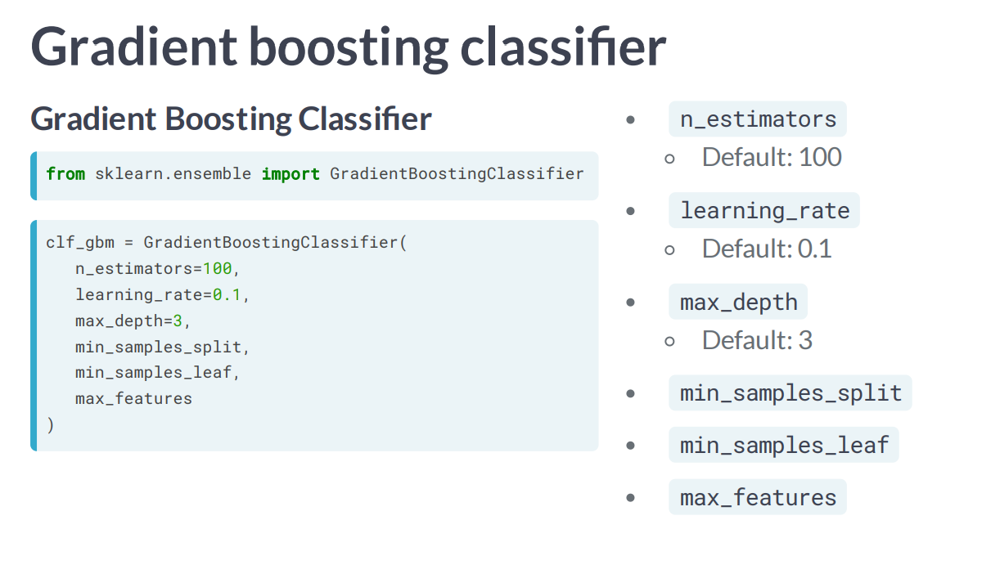 Gradient boosting classifier
Gradient Boosting Classifier
from sklearn.ensemble import GradientBoostingClassifier
clf_gbm = GradientBoostingClassifier(
n_estimators=100,
learning_rate=0.1,
max_depth=3,
min_samples_split,
min_samples_leaf,
max_features
)
n_estimators
Default: 100
learning_rate
Default: 0.1
max_depth
Default: 3
min_samples_split
min_samples_leaf
max_features